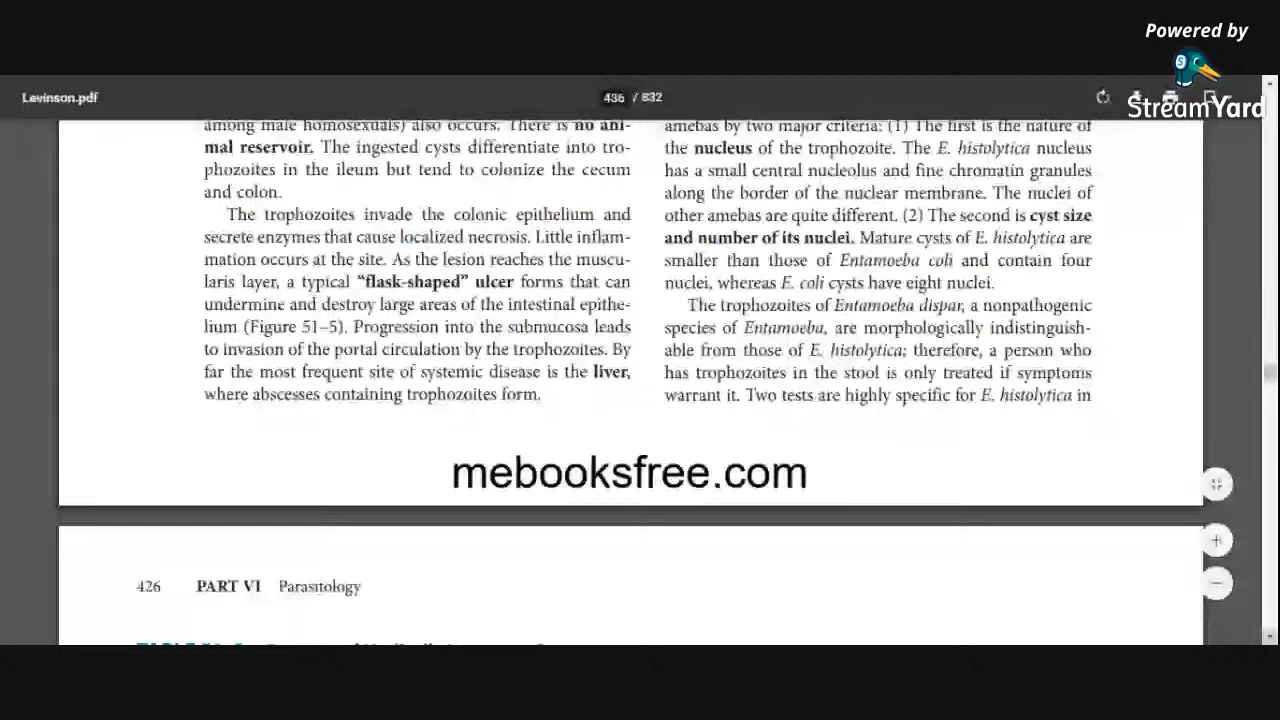 Powered by
StreamYard
Levinson.pdf
436 / 832
among male homosexuals) also occurs. There is no ani-
mal reservoir. The ingested cysts differentiate into tro-
phozoites in the ileum but tend to colonize the cecum
and colon.
The trophozoites invade the colonic epithelium and
secrete enzymes that cause localized necrosis. Little inflam-
mation occurs at the site. As the lesion reaches the muscu-
laris layer, a typical “flask-shaped” ulcer forms that can
undermine and destroy large areas of the intestinal epithe-
lium (Figure 51–5). Progression into the submucosa leads
to invasion of the portal circulation by the trophozoites. By
far the most frequent site of systemic disease is the liver,
where abscesses containing trophozoites form.
amebas by two major criteria: (1) The first is the nature of
the nucleus of the trophozoite. The E. histolytica nucleus
has a small central nucleolus and fine chromatin granules
along the border of the nuclear membrane. The nuclei of
other amebas are quite different. (2) The second is cyst size
and number of its nuclei. Mature cysts of E. histolytica are
smaller than those of Entamoeba coli and contain four
nuclei, whereas E. coli cysts have eight nuclei.
The trophozoites of Entamoeba dispar, a nonpathogenic
species of Entamoeba, are morphologically indistinguish-
able from those of E. histolytica; therefore, a person who
has trophozoites in the stool is only treated if symptoms
warrant it. Two tests are highly specific for E. histolytica in
mebooksfree.com
426 PART VI Parasitology